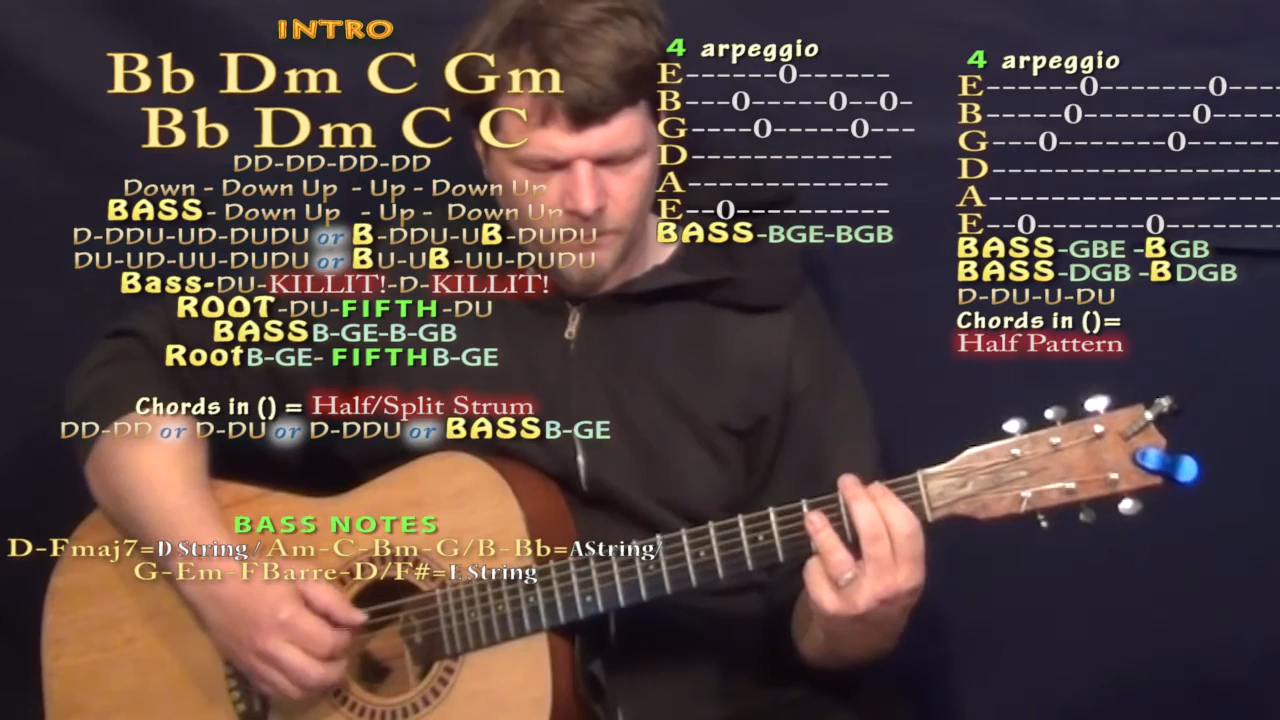 INTRO
Bb Dm C Gm
Bb Dm C C
DD-DD-DD-DD
Down - Down Up - Up - Down Up
BASS- Down Up - Up - Down Up
D-DDU-UD-DUDU or B-DDU-UB-DUDU
DU-UD-UU-DUDU or BU-UB-UU-DUDU
Bass-DU-KILLIT!-D-KILLIT!
ROOT-DU-FIFTH-DU
BASSB-GE-B-GB
RootB-GE- FIFTHB-GE
Chords in () = Half/Split Strum
DD-DD or D-DU or D-DDU or BASSB-GE
BASS NOTES
D-Fmaj7=D String/ Am-C-Bm-G/B-Bb=AString/
G-Em-FBarre-D/F#=E String
4 arpeggio
E------0------
B---0------0--0-
G----0------0---
D-------------
A-------------
E--0----------
BASS-BGE-BGB
4 arpeggio
E------0-------0---
B-----0-------0----
G---0-------0------
D------------------
A------------------
E--0-------0-------
BASS-GBE -BGB
BASS-DGB -BDGB
D-DU-U-DU
Chords in ()=
Half Pattern